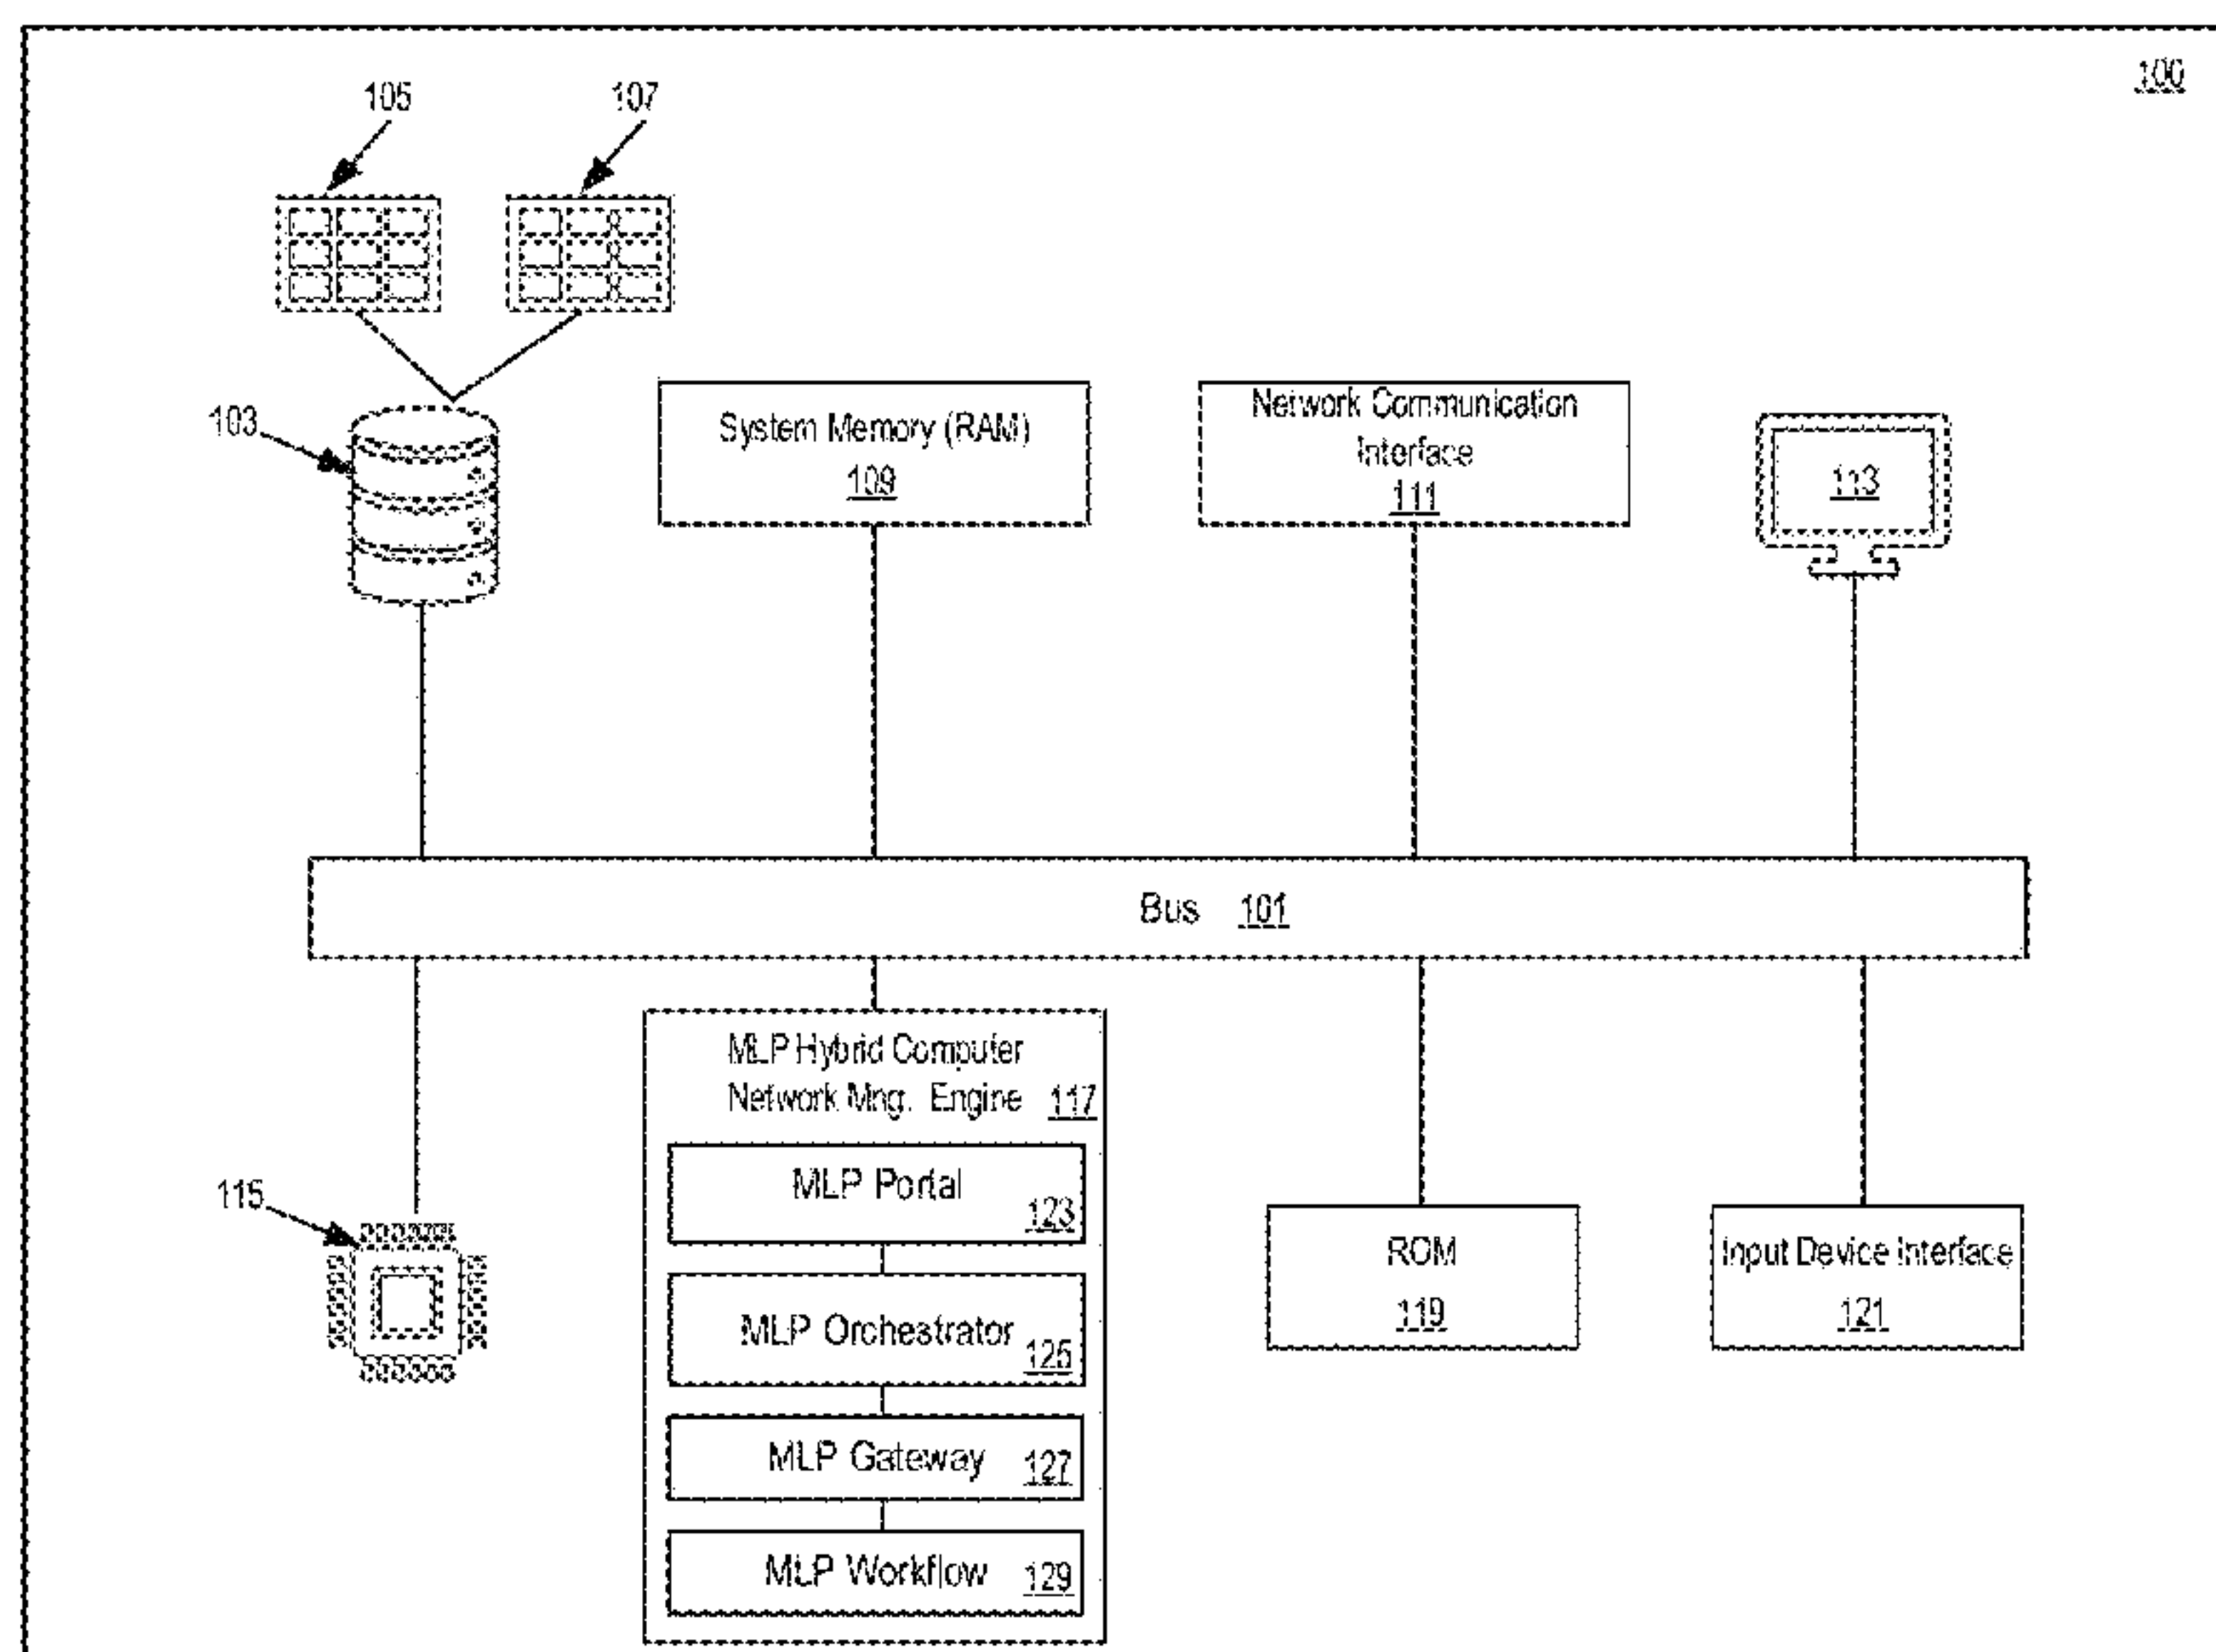 100
105
107
103
System Memory (RAM)
109
Network Communication
Interface
111
113
Bus 101
MLP Hybrid Computer
Network Mng. Engine 117
MLP Portal
123
MLP Orchestrator
125
MLP Gateway 127
MLP Workflow 129
115
ROM
119
Input Device Interface
121